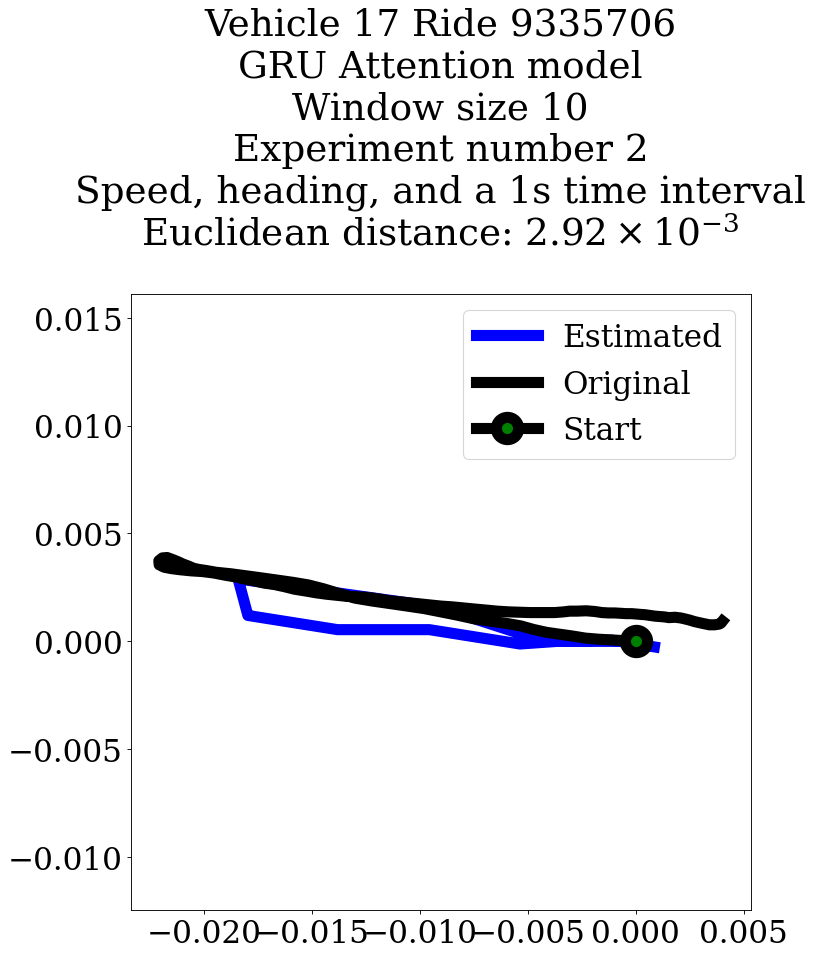 Vehicle 17 Ride 9335706
GRU Attention model
Window size 10
Experiment number 2
Speed, heading, and a 1s time interval
Euclidean distance: 2.92 × 10⁻³
Estimated
Original
Start
0.015
0.010
0.005
0.000
−0.005
−0.010
−0.020 −0.015 −0.010 −0.005 0.000 0.005